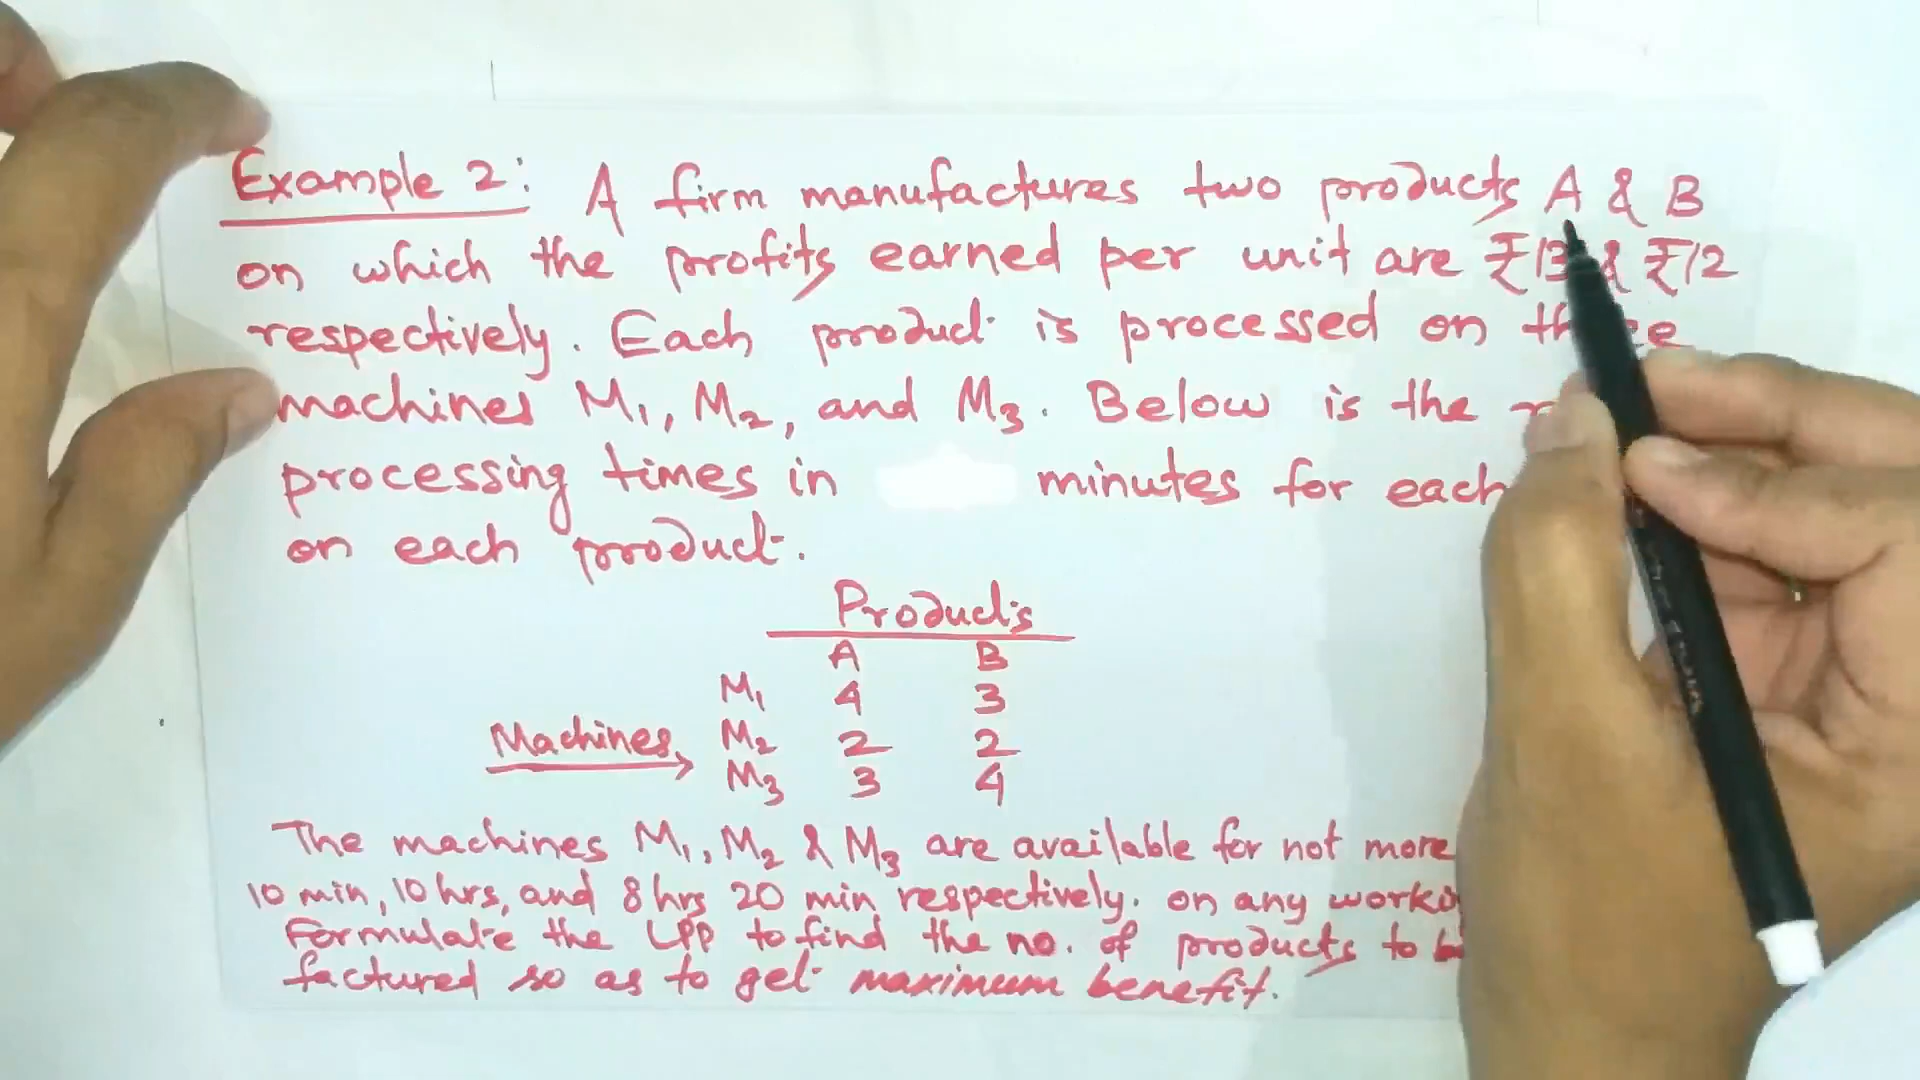 Example 2: A firm manufactures two products A & B
on which the profits earned per unit are ₹13 & ₹12
respectively. Each product is processed on
machines M1, M2, and M3. Below is the
processing times in minutes for each
on each product.
Products
A B
M1 4 3
Machines M2 2 2
M3 3 4
The machines M1, M2 & M3 are available for not more
10 min, 10 hrs, and 8 hrs 20 min respectively. on any
Formulate the LPP to find the no. of products to
factured so as to get maximum benefit.